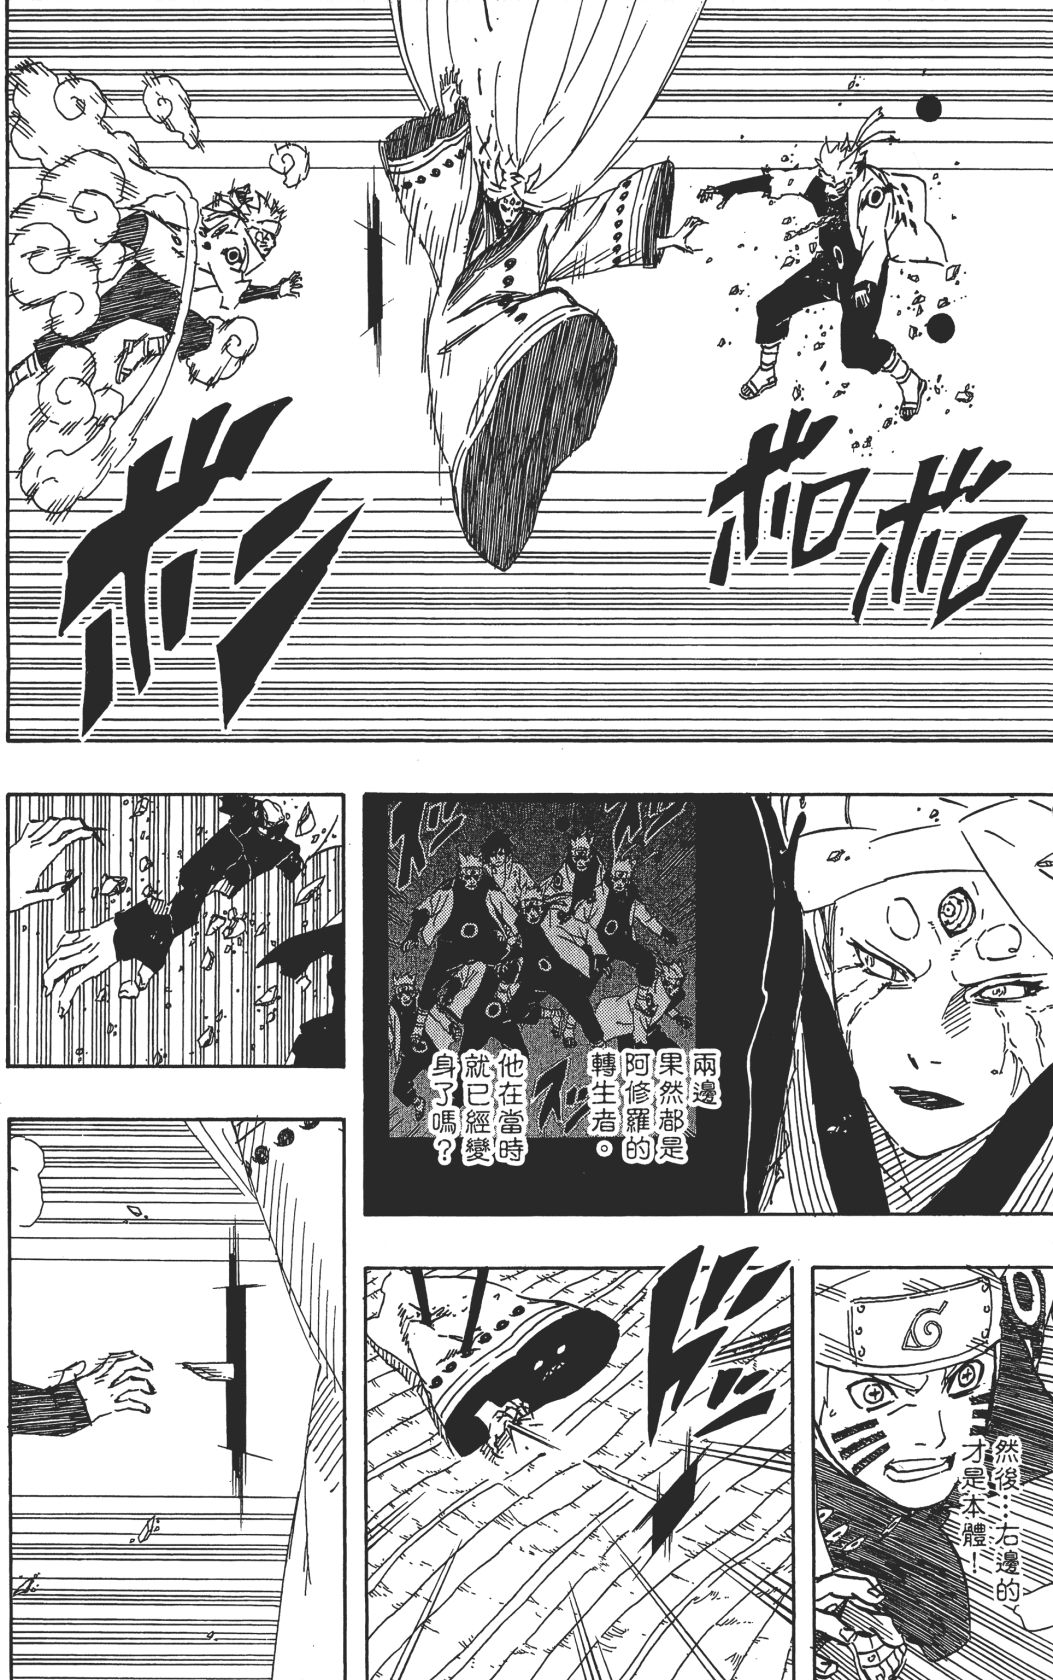 ボロ
ボロ
ボン
兩邊
果然都是
阿修羅的
轉生者。
他在當時
就已經變
身了嗎？
然後…右邊的
才是本體！
ドッ